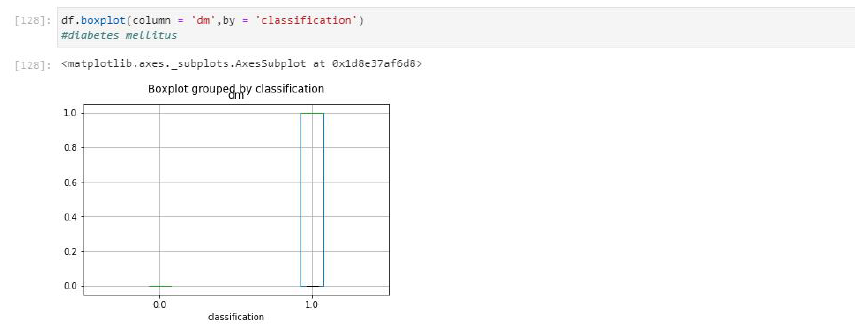 [128]: df.boxplot(column = 'dm',by = 'classification')
#diabetes mellitus
[128]: <matplotlib.axes._subplots.AxesSubplot at 0x1d8e37af6d8>
Boxplot grouped by classification
dm
1.0
0.8
0.6
0.4
0.2
0.0
0.0 1.0
classification